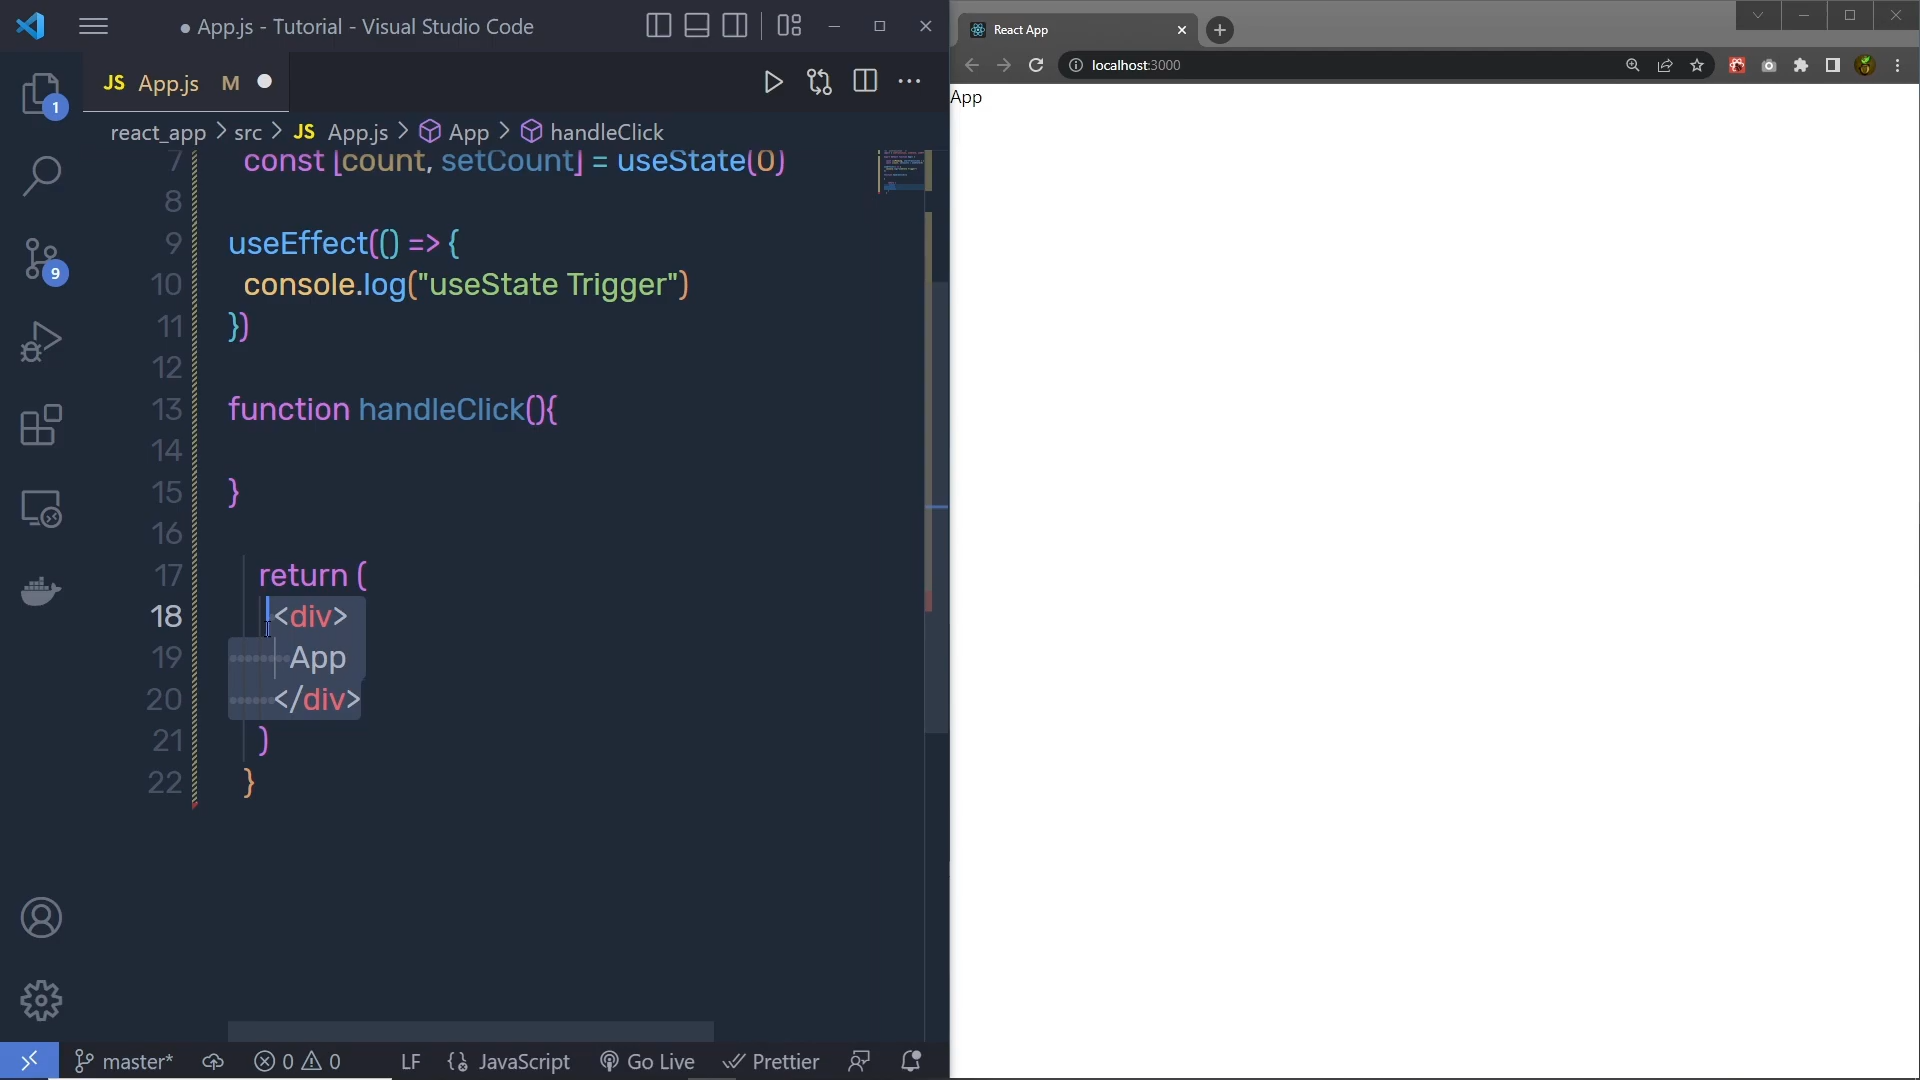 ● App.js - Tutorial - Visual Studio Code
JS App.js M
react_app > src > JS App.js > App > handleClick
7 const [count, setCount] = useState(0)
8
9 useEffect(() => {
10 console.log("useState Trigger")
11 })
12
13 function handleClick(){
14
15 }
16
17 return (
18 <div>
19 App
20 </div>
21 )
22 }
1
9
master* 0 0 LF JavaScript Go Live Prettier
React App
localhost:3000
App